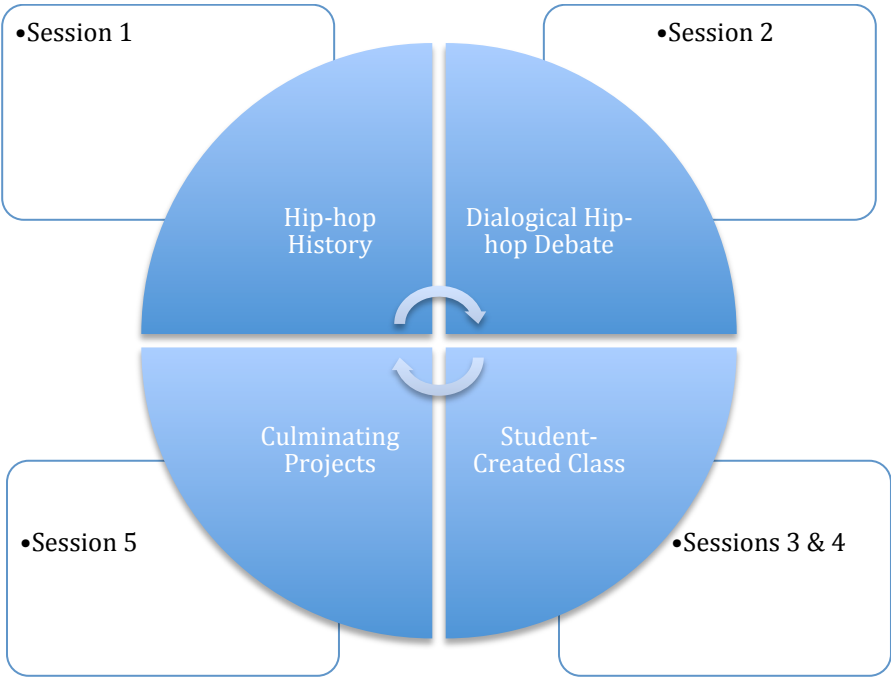 •Session 1
•Session 2
Hip-hop
History
Dialogical Hip-
hop Debate
Culminating
Projects
Student-
Created Class
•Session 5
•Sessions 3 & 4